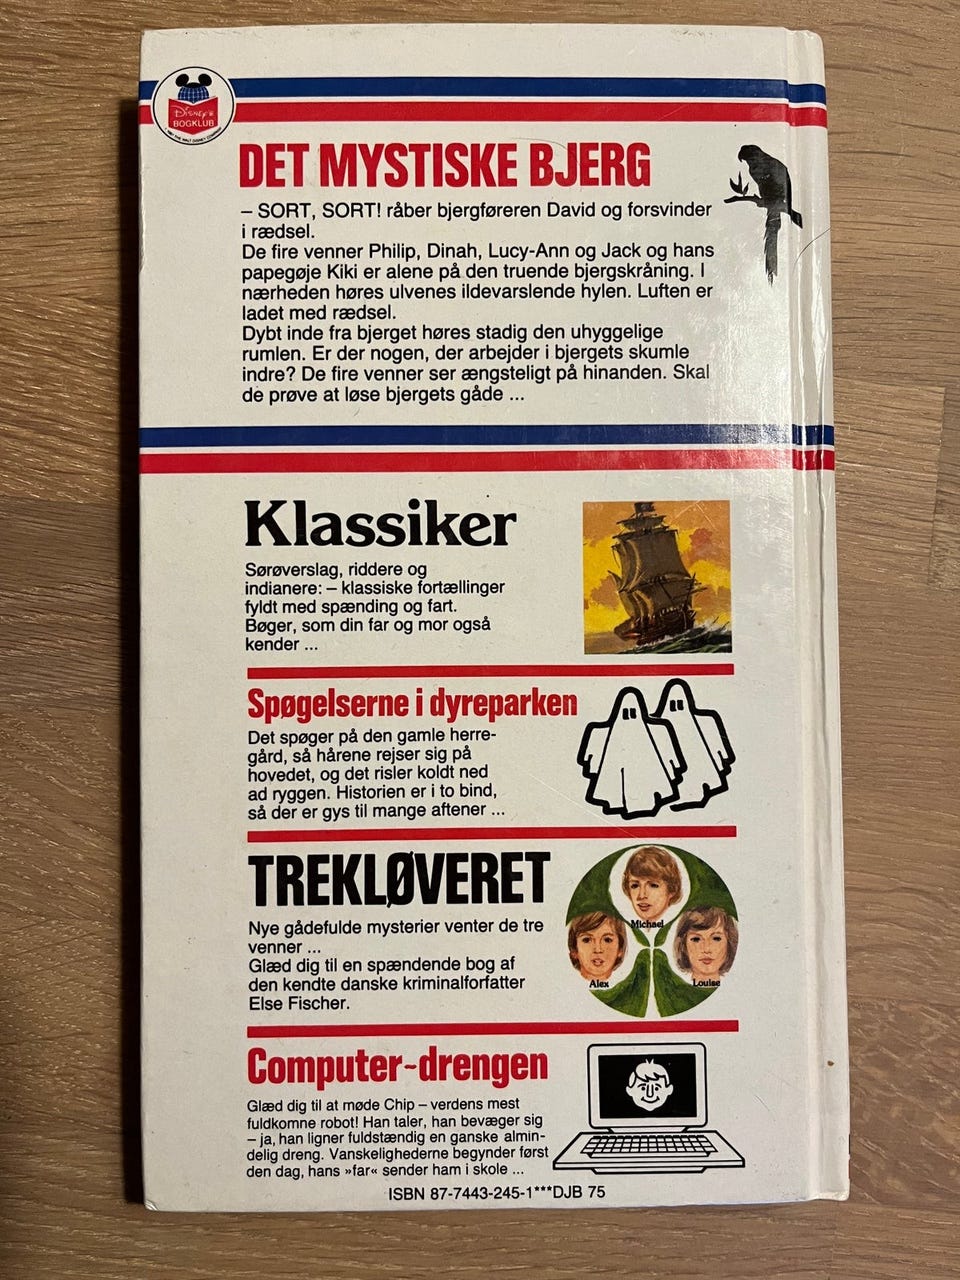 DISNEY'S
BOGKLUB
DET MYSTISKE BJERG
– SORT, SORT! råber bjergføreren David og forsvinder
i rædsel.
De fire venner Philip, Dinah, Lucy-Ann og Jack og hans
papegøje Kiki er alene på den truende bjergskråning. I
nærheden høres ulvenes ildevarslende hylen. Luften er
ladet med rædsel.
Dybt inde fra bjerget høres stadig den uhyggelige
rumlen. Er der nogen, der arbejder i bjergets skumle
indre? De fire venner ser ængsteligt på hinanden. Skal
de prøve at løse bjergets gåde ...
Klassiker
Sørøverslag, riddere og
indianere: – klassiske fortællinger
fyldt med spænding og fart.
Bøger, som din far og mor også
kender ...
Spøgelserne i dyreparken
Det spøger på den gamle herre-
gård, så hårene rejser sig på
hovedet, og det risler koldt ned
ad ryggen. Historien er i to bind,
så der er gys til mange aftener ...
TREKLØVERET
Nye gådefulde mysterier venter de tre
venner ...
Glæd dig til en spændende bog af
den kendte danske kriminalforfatter
Else Fischer.
Michael
Alex
Louise
Computer-drengen
Glæd dig til at møde Chip – verdens mest
fuldkomne robot! Han taler, han bevæger sig
– ja, han ligner fuldstændig en ganske almin-
delig dreng. Vanskelighederne begynder først
den dag, hans »far« sender ham i skole ...
ISBN 87-7443-245-1***DJB 75